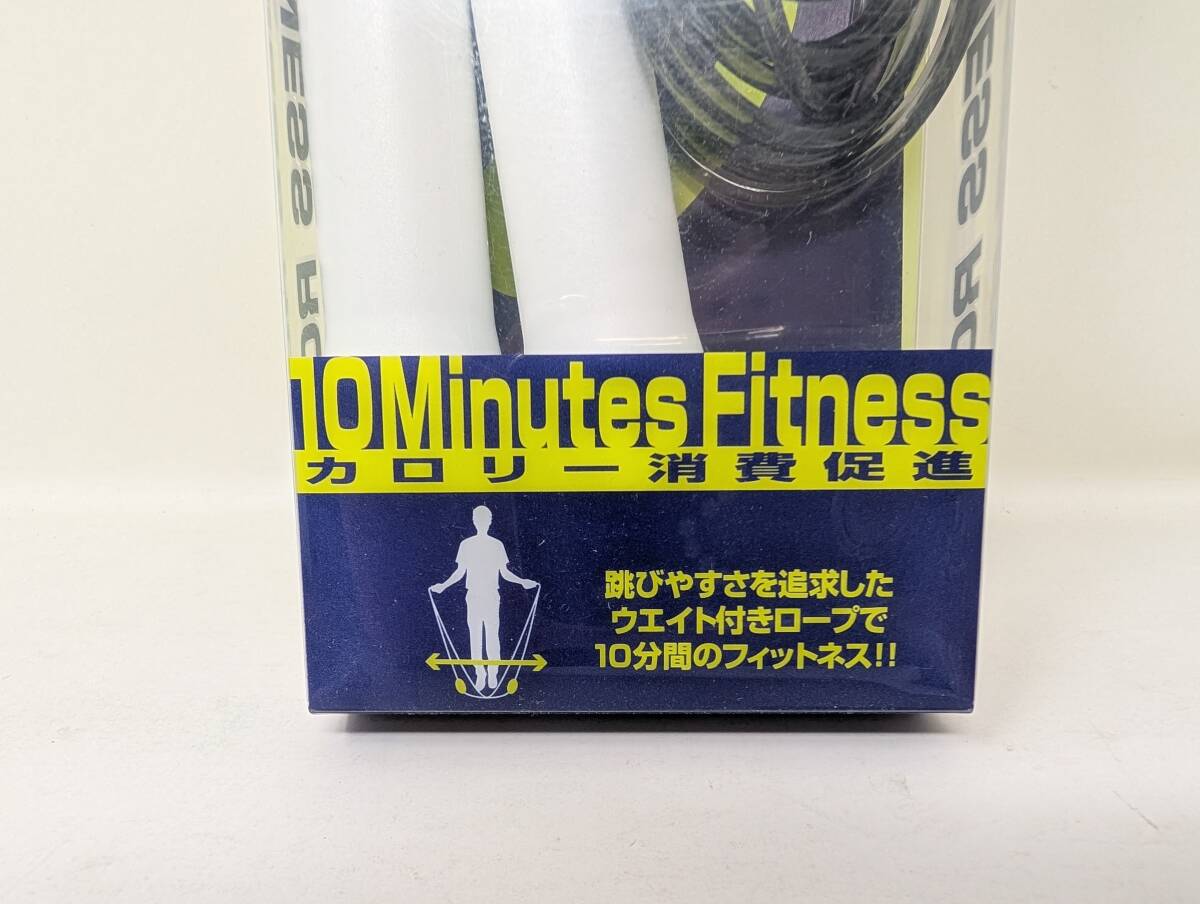 10 Minutes Fitness
カロリー消費促進
跳びやすさを追求した
ウエイト付きロープで
10分間のフィットネス!!